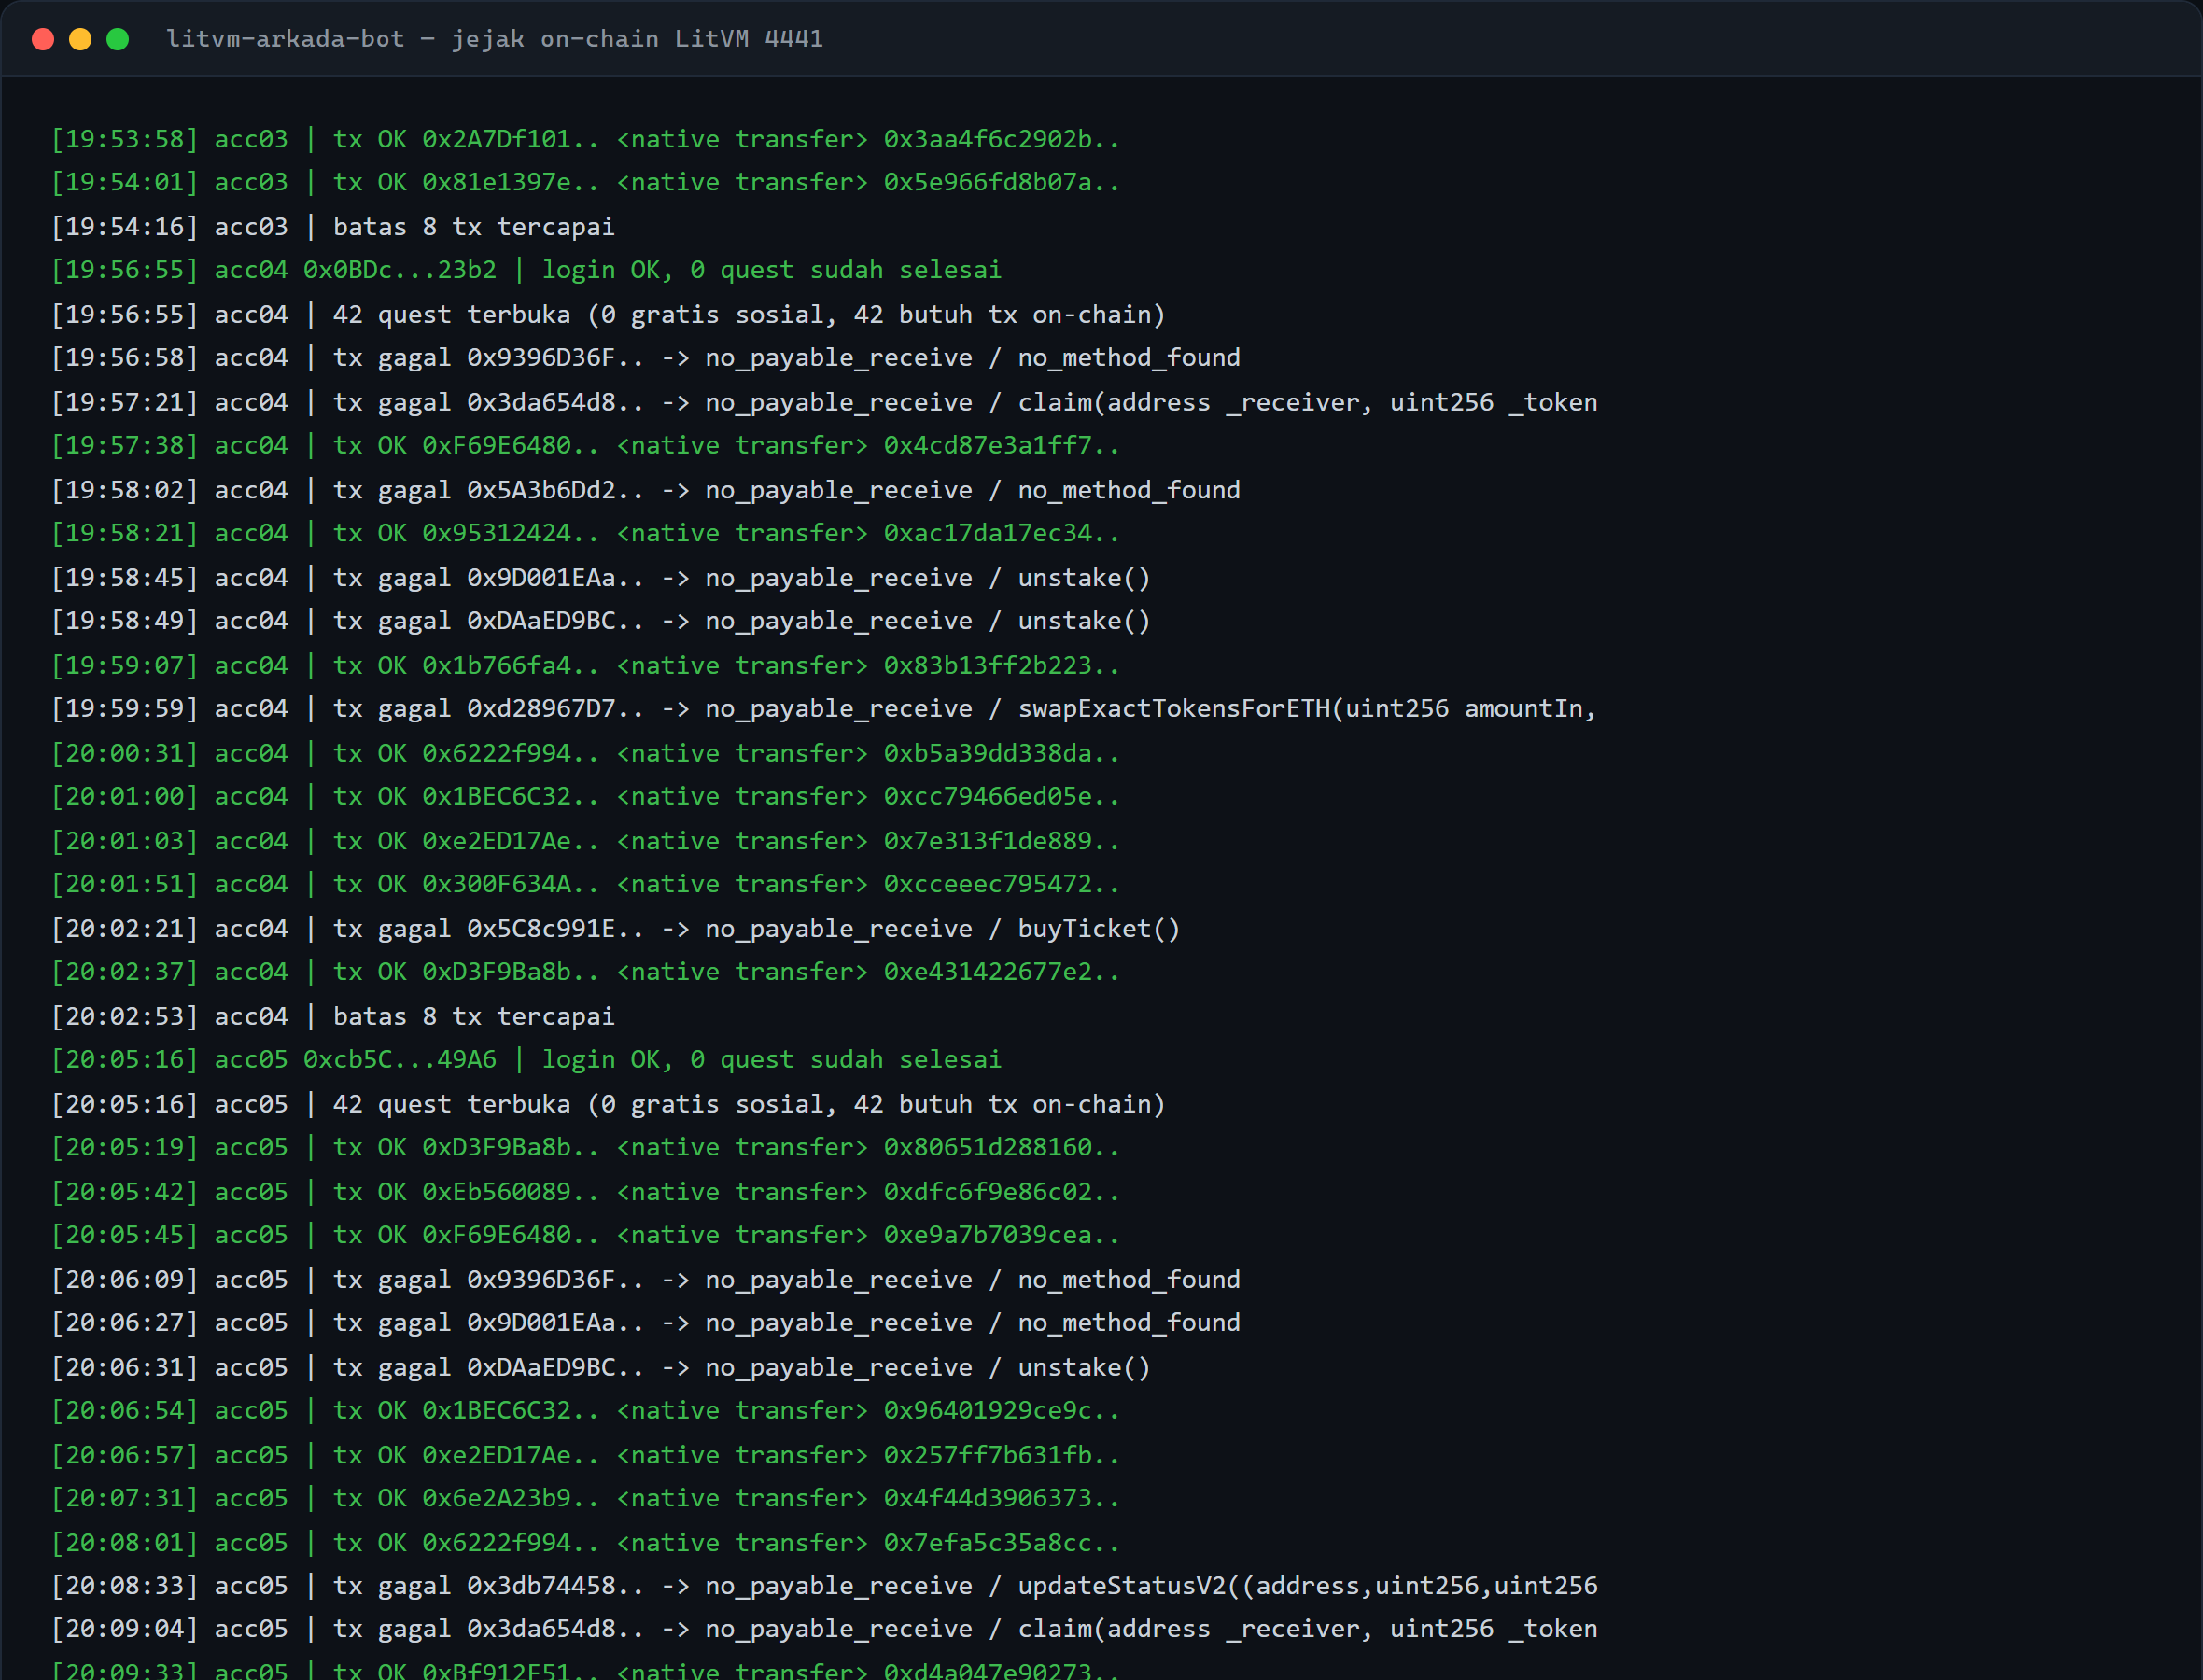 litvm-arkada-bot — jejak on-chain LitVM 4441
[19:53:58] acc03 | tx OK 0x2A7Df101.. <native transfer> 0x3aa4f6c2902b..
[19:54:01] acc03 | tx OK 0x81e1397e.. <native transfer> 0x5e966fd8b07a..
[19:54:16] acc03 | batas 8 tx tercapai
[19:56:55] acc04 0x0BDc...23b2 | login OK, 0 quest sudah selesai
[19:56:55] acc04 | 42 quest terbuka (0 gratis sosial, 42 butuh tx on-chain)
[19:56:58] acc04 | tx gagal 0x9396D36F.. -> no_payable_receive / no_method_found
[19:57:21] acc04 | tx gagal 0x3da654d8.. -> no_payable_receive / claim(address _receiver, uint256 _token
[19:57:38] acc04 | tx OK 0xF69E6480.. <native transfer> 0x4cd87e3a1ff7..
[19:58:02] acc04 | tx gagal 0x5A3b6Dd2.. -> no_payable_receive / no_method_found
[19:58:21] acc04 | tx OK 0x95312424.. <native transfer> 0xac17da17ec34..
[19:58:45] acc04 | tx gagal 0x9D001EAa.. -> no_payable_receive / unstake()
[19:58:49] acc04 | tx gagal 0xDAaED9BC.. -> no_payable_receive / unstake()
[19:59:07] acc04 | tx OK 0x1b766fa4.. <native transfer> 0x83b13ff2b223..
[19:59:59] acc04 | tx gagal 0xd28967D7.. -> no_payable_receive / swapExactTokensForETH(uint256 amountIn,
[20:00:31] acc04 | tx OK 0x6222f994.. <native transfer> 0xb5a39dd338da..
[20:01:00] acc04 | tx OK 0x1BEC6C32.. <native transfer> 0xcc79466ed05e..
[20:01:03] acc04 | tx OK 0xe2ED17Ae.. <native transfer> 0x7e313f1de889..
[20:01:51] acc04 | tx OK 0x300F634A.. <native transfer> 0xcceeec795472..
[20:02:21] acc04 | tx gagal 0x5C8c991E.. -> no_payable_receive / buyTicket()
[20:02:37] acc04 | tx OK 0xD3F9Ba8b.. <native transfer> 0xe431422677e2..
[20:02:53] acc04 | batas 8 tx tercapai
[20:05:16] acc05 0xcb5C...49A6 | login OK, 0 quest sudah selesai
[20:05:16] acc05 | 42 quest terbuka (0 gratis sosial, 42 butuh tx on-chain)
[20:05:19] acc05 | tx OK 0xD3F9Ba8b.. <native transfer> 0x80651d288160..
[20:05:42] acc05 | tx OK 0xEb560089.. <native transfer> 0xdfc6f9e86c02..
[20:05:45] acc05 | tx OK 0xF69E6480.. <native transfer> 0xe9a7b7039cea..
[20:06:09] acc05 | tx gagal 0x9396D36F.. -> no_payable_receive / no_method_found
[20:06:27] acc05 | tx gagal 0x9D001EAa.. -> no_payable_receive / no_method_found
[20:06:31] acc05 | tx gagal 0xDAaED9BC.. -> no_payable_receive / unstake()
[20:06:54] acc05 | tx OK 0x1BEC6C32.. <native transfer> 0x96401929ce9c..
[20:06:57] acc05 | tx OK 0xe2ED17Ae.. <native transfer> 0x257ff7b631fb..
[20:07:31] acc05 | tx OK 0x6e2A23b9.. <native transfer> 0x4f44d3906373..
[20:08:01] acc05 | tx OK 0x6222f994.. <native transfer> 0x7efa5c35a8cc..
[20:08:33] acc05 | tx gagal 0x3db74458.. -> no_payable_receive / updateStatusV2((address,uint256,uint256
[20:09:04] acc05 | tx gagal 0x3da654d8.. -> no_payable_receive / claim(address _receiver, uint256 _token
[20:09:33] acc05 | tx OK 0xBf912F51.. <native transfer> 0xd4a047e90273..